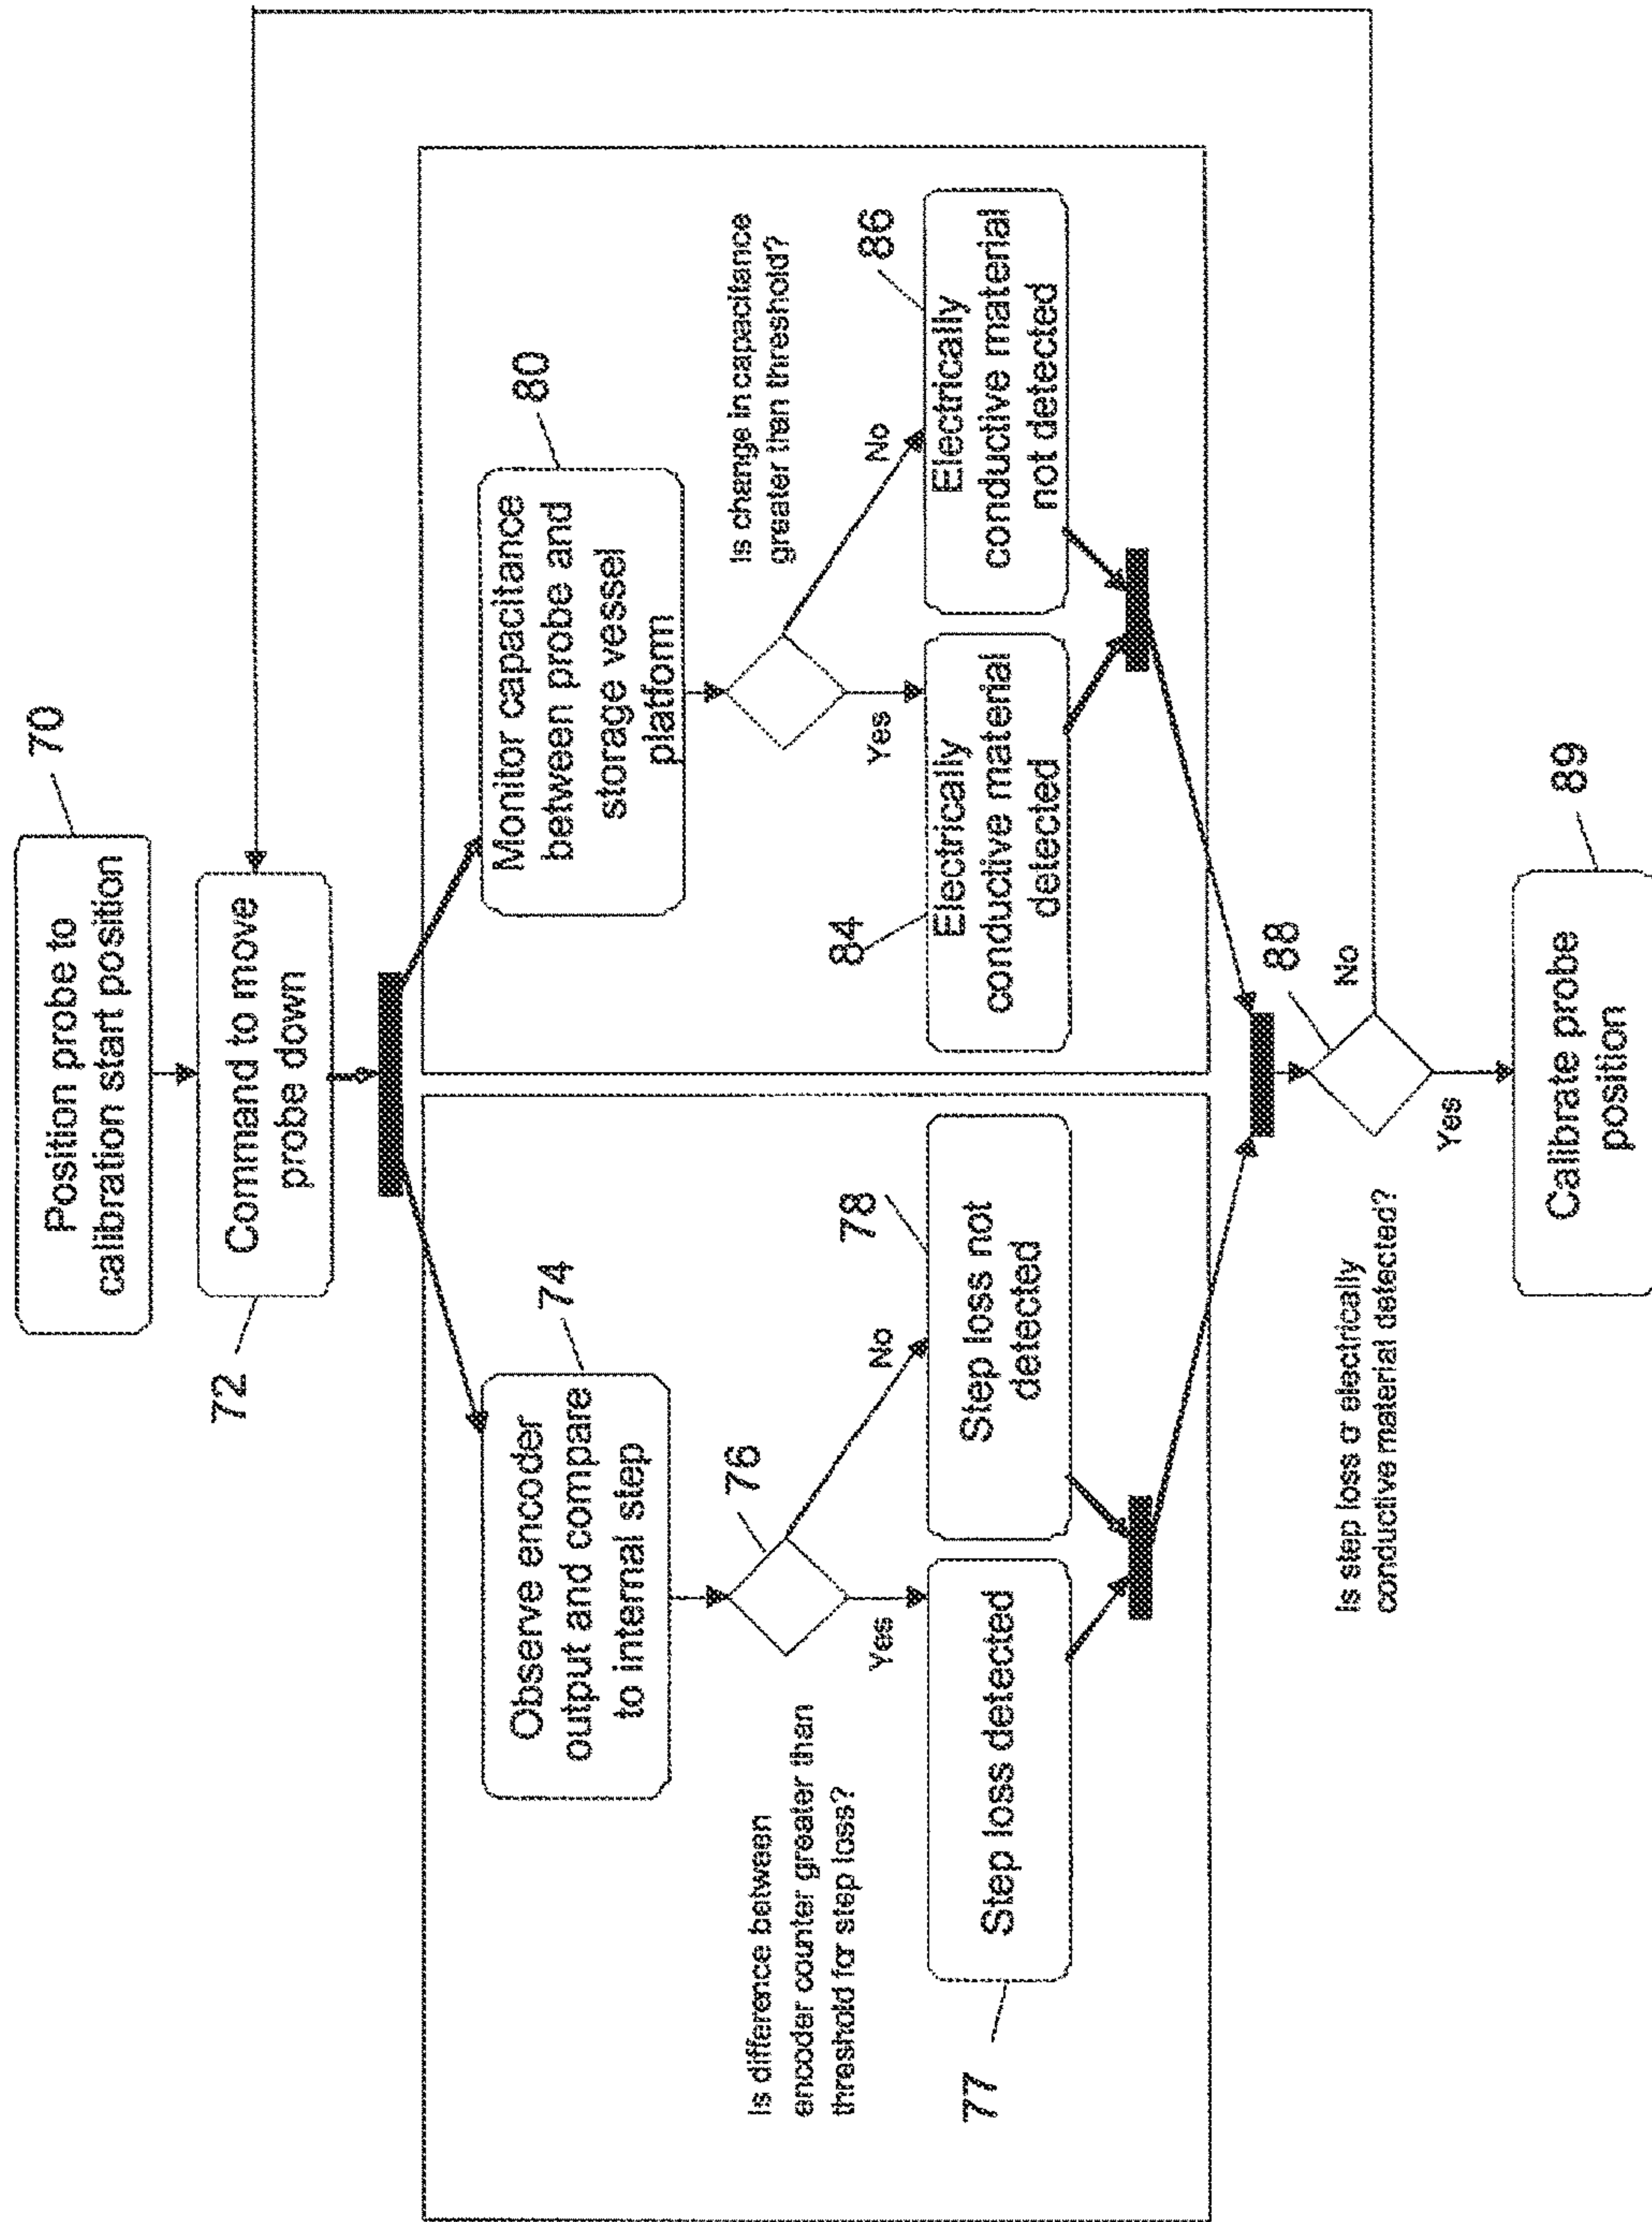 70
Position probe to
calibration start position
72
Command to move
probe down
74
Observe encoder
output and compare
to internal step
76
Is difference between
encoder counter greater than
threshold for step loss?
Yes
No
77
Step loss detected
78
Step loss not
detected
80
Monitor capacitance
between probe and
storage vessel
platform
Is change in capacitance
greater than threshold?
Yes
No
84
Electrically
conductive material
detected
86
Electrically
conductive material
not detected
88
Is step loss or electrically
conductive material detected?
No
Yes
89
Calibrate probe
position